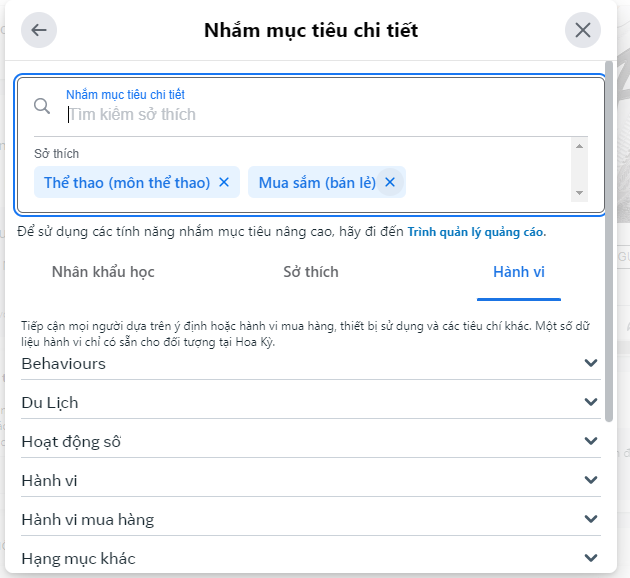 Nhắm mục tiêu chi tiết
Nhắm mục tiêu chi tiết
Tìm kiếm sở thích
Sở thích
Thể thao (môn thể thao) Mua sắm (bán lẻ)
Để sử dụng các tính năng nhắm mục tiêu nâng cao, hãy đi đến Trình quản lý quảng cáo.
Nhân khẩu học Sở thích Hành vi
Tiếp cận mọi người dựa trên ý định hoặc hành vi mua hàng, thiết bị sử dụng và các tiêu chí khác. Một số dữ
liệu hành vi chỉ có sẵn cho đối tượng tại Hoa Kỳ.
Behaviours
Du Lịch
Hoạt động số
Hành vi
Hành vi mua hàng
Hạng mục khác